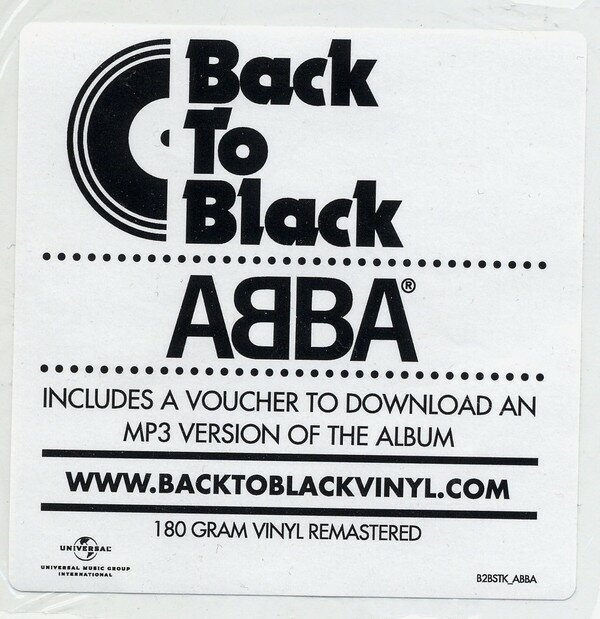 Back
To
Black
ABBA®
INCLUDES A VOUCHER TO DOWNLOAD AN
MP3 VERSION OF THE ALBUM
WWW.BACKTOBLACKVINYL.COM
180 GRAM VINYL REMASTERED
UNIVERSAL
UNIVERSAL MUSIC GROUP
INTERNATIONAL
B2BSTK_ABBA